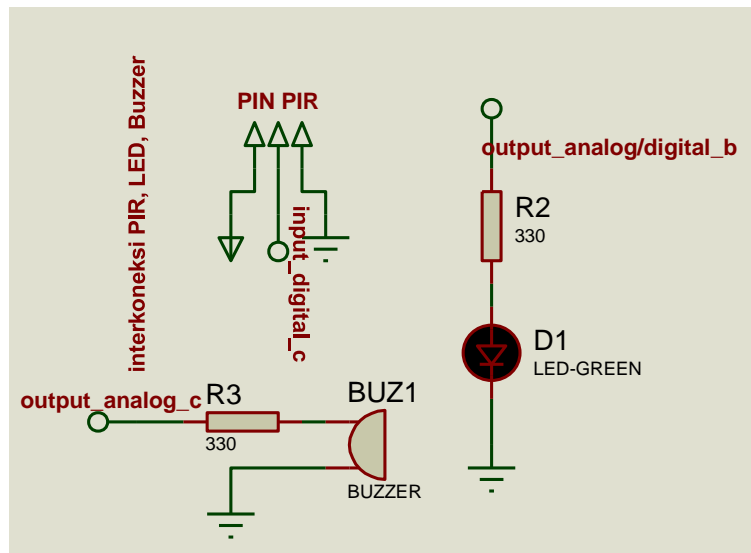 interkoneksi PIR, LED, Buzzer
PIN PIR
input_digital_c
output_analog/digital_b
R2
330
D1
LED-GREEN
output_analog_c
R3
330
BUZ1
BUZZER